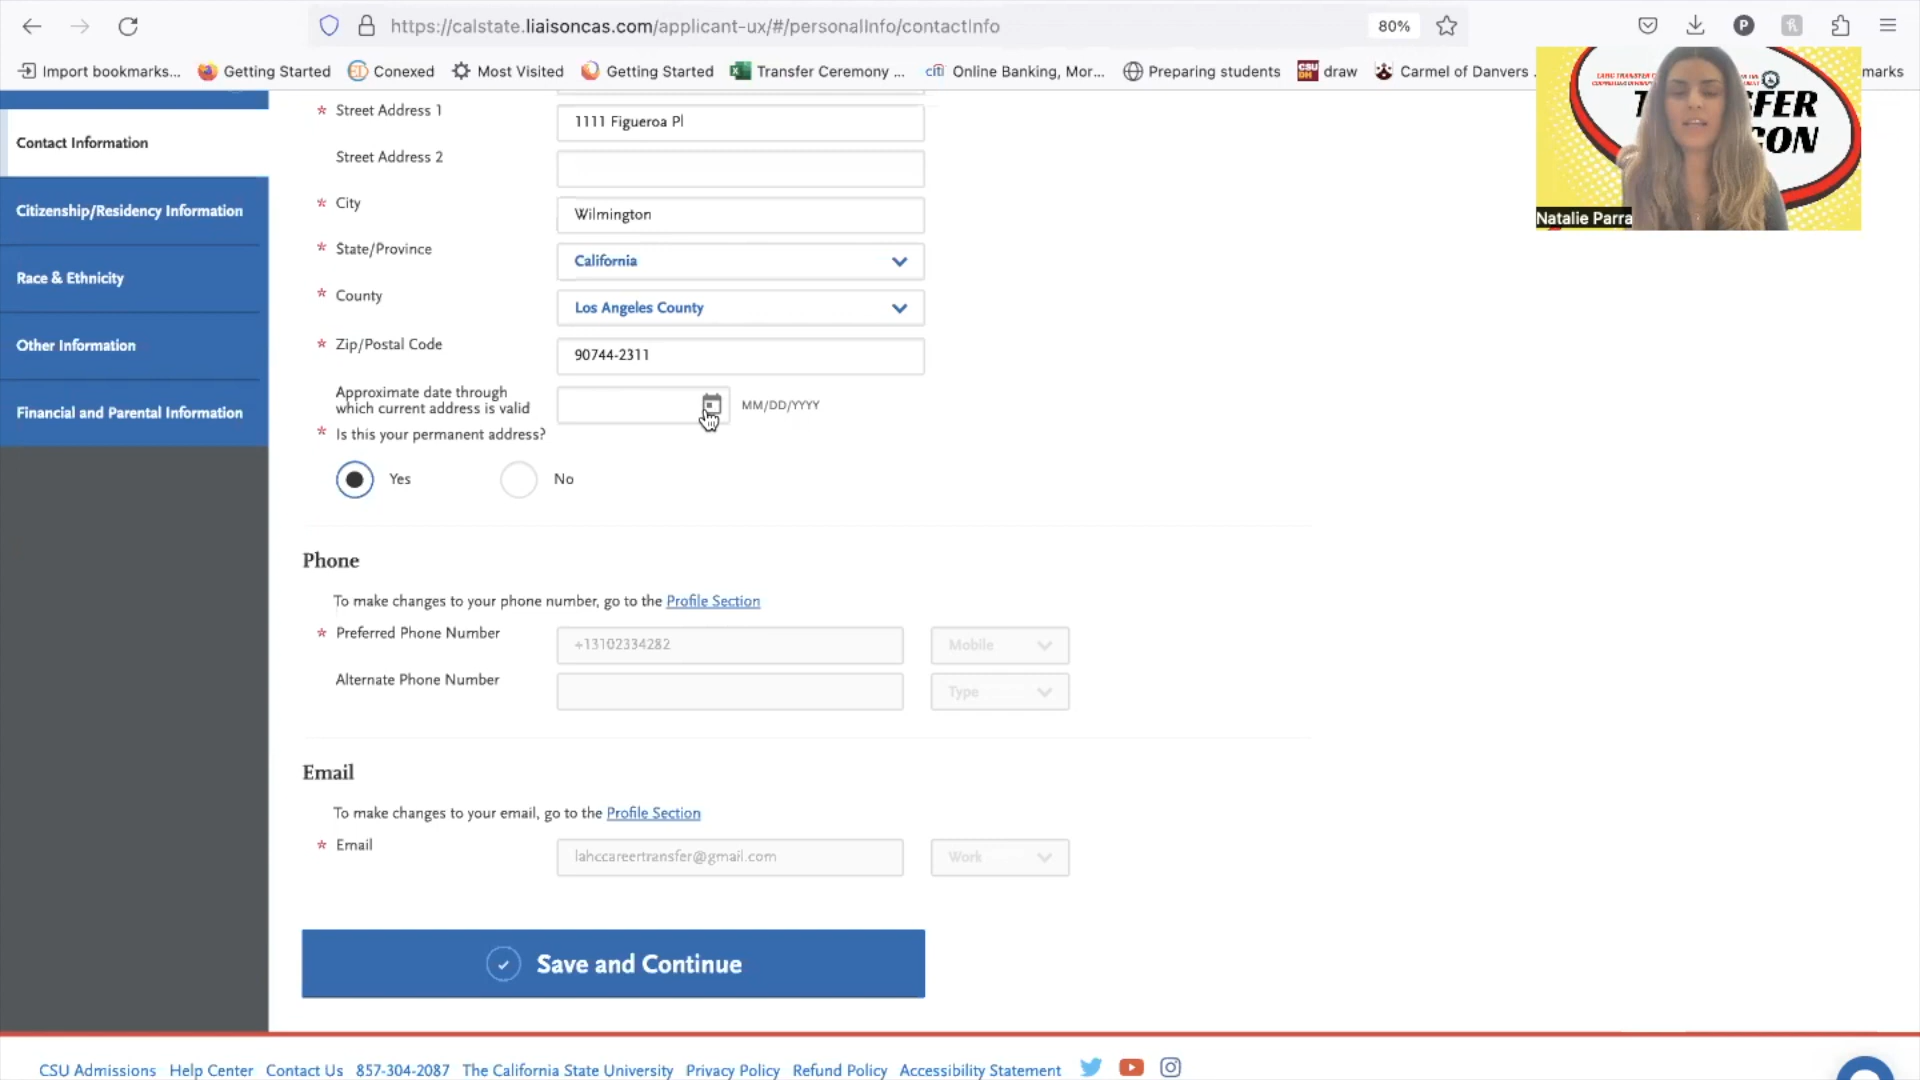 https://calstate.liaisoncas.com/applicant-ux/#/personalInfo/contactInfo
80%
P
Import bookmarks...
Getting Started
Conexed
Most Visited
Getting Started
Transfer Ceremony ...
citi Online Banking, Mor...
Preparing students
CSU DH draw
Carmel of Danvers
marks
Natalie Parra
Contact Information
Citizenship/Residency Information
Race & Ethnicity
Other Information
Financial and Parental Information
* Street Address 1
1111 Figueroa Pl
Street Address 2
* City
Wilmington
* State/Province
California
* County
Los Angeles County
* Zip/Postal Code
90744-2311
Approximate date through
which current address is valid
MM/DD/YYYY
* Is this your permanent address?
Yes
No
Phone
To make changes to your phone number, go to the Profile Section
* Preferred Phone Number
+13102334282
Mobile
Alternate Phone Number
Type
Email
To make changes to your email, go to the Profile Section
* Email
lahccareertransfer@gmail.com
Work
Save and Continue
CSU Admissions
Help Center
Contact Us
857-304-2087
The California State University
Privacy Policy
Refund Policy
Accessibility Statement